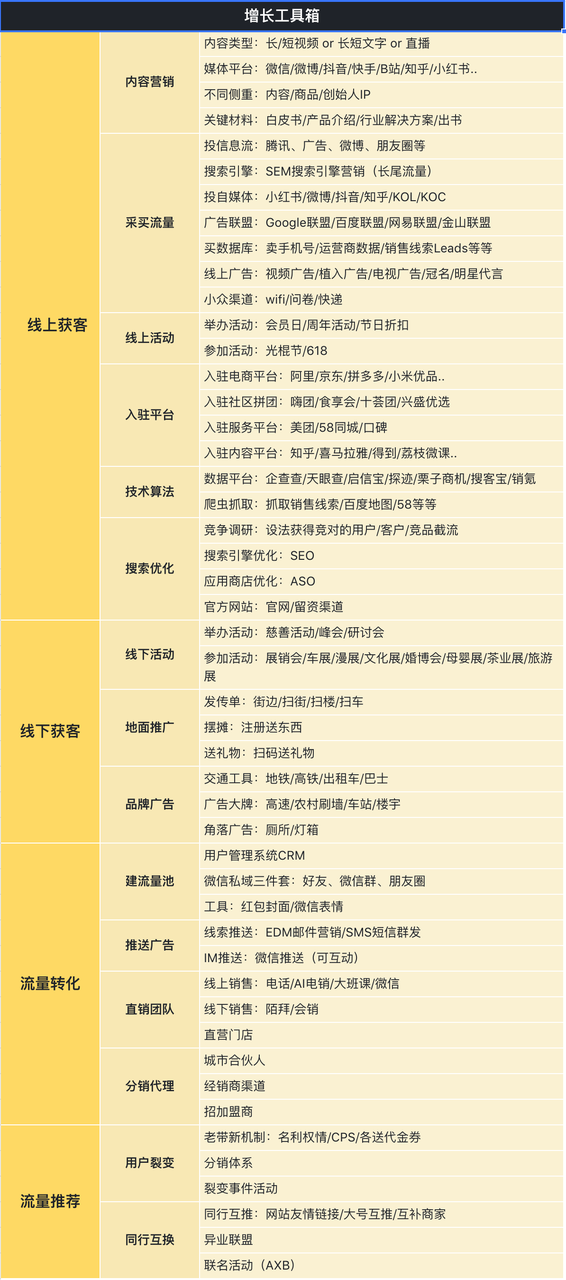 增长工具箱
线上获客
内容营销
内容类型：长/短视频 or 长短文字 or 直播
媒体平台：微信/微博/抖音/快手/B站/知乎/小红书..
不同侧重：内容/商品/创始人IP
关键材料：白皮书/产品介绍/行业解决方案/出书
采买流量
投信息流：腾讯、广告、微博、朋友圈等
搜索引擎：SEM搜索引擎营销（长尾流量）
投自媒体：小红书/微博/抖音/知乎/KOL/KOC
广告联盟：Google联盟/百度联盟/网易联盟/金山联盟
买数据库：卖手机号/运营商数据/销售线索Leads等等
线上广告：视频广告/植入广告/电视广告/冠名/明星代言
小众渠道：wifi/问卷/快递
线上活动
举办活动：会员日/周年活动/节日折扣
参加活动：光棍节/618
入驻平台
入驻电商平台：阿里/京东/拼多多/小米优品..
入驻社区拼团：嗨团/食享会/十荟团/兴盛优选
入驻服务平台：美团/58同城/口碑
入驻内容平台：知乎/喜马拉雅/得到/荔枝微课..
技术算法
数据平台：企查查/天眼查/启信宝/探迹/栗子商机/搜客宝/销氪
爬虫抓取：抓取销售线索/百度地图/58等等
搜索优化
竞争调研：设法获得竞对的用户/客户/竞品截流
搜索引擎优化：SEO
应用商店优化：ASO
官方网站：官网/留资渠道
线下获客
线下活动
举办活动：慈善活动/峰会/研讨会
参加活动：展销会/车展/漫展/文化展/婚博会/母婴展/茶业展/旅游
展
地面推广
发传单：街边/扫街/扫楼/扫车
摆摊：注册送东西
送礼物：扫码送礼物
品牌广告
交通工具：地铁/高铁/出租车/巴士
广告大牌：高速/农村刷墙/车站/楼宇
角落广告：厕所/灯箱
流量转化
建流量池
用户管理系统CRM
微信私域三件套：好友、微信群、朋友圈
工具：红包封面/微信表情
推送广告
线索推送：EDM邮件营销/SMS短信群发
IM推送：微信推送（可互动）
直销团队
线上销售：电话/AI电销/大班课/微信
线下销售：陌拜/会销
直营门店
分销代理
城市合伙人
经销商渠道
招加盟商
流量推荐
用户裂变
老带新机制：名利权情/CPS/各送代金券
分销体系
裂变事件活动
同行互换
同行互推：网站友情链接/大号互推/互补商家
异业联盟
联名活动（AXB）